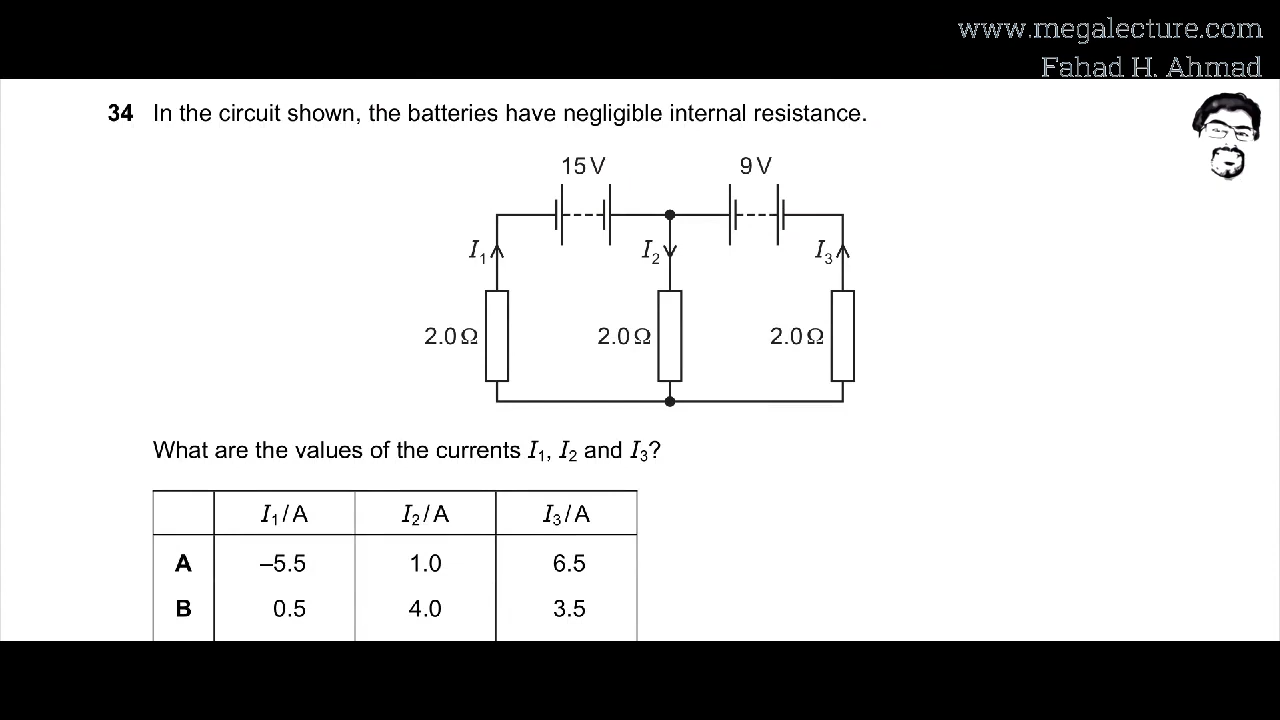 www.megalecture.com
Fahad H. Ahmad
34 In the circuit shown, the batteries have negligible internal resistance.
15 V 9 V
I1 I2 I3
2.0 Ω 2.0 Ω 2.0 Ω
What are the values of the currents I1, I2 and I3?
I1 / A I2 / A I3 / A
A –5.5 1.0 6.5
B 0.5 4.0 3.5